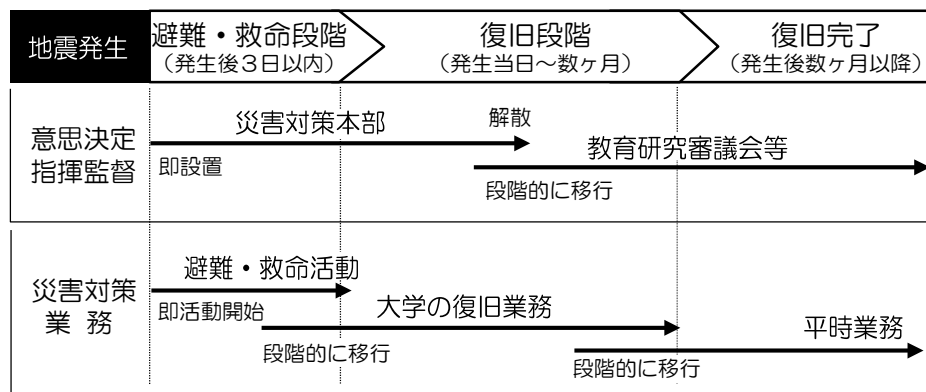 地震発生
避難・救命段階
（発生後３日以内）
復旧段階
（発生当日～数ヶ月）
復旧完了
（発生後数ヶ月以降）
意思決定
指揮監督
災害対策本部
解散
即設置
教育研究審議会等
段階的に移行
災害対策
業 務
避難・救命活動
即活動開始
大学の復旧業務
段階的に移行
平時業務
段階的に移行